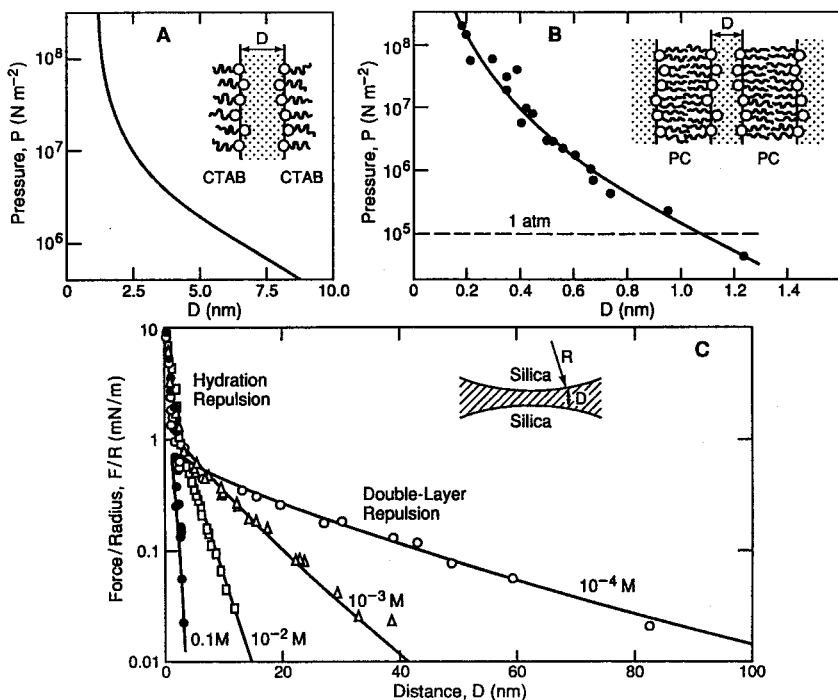 A
D
CTAB CTAB
Pressure, P (N m⁻²)
10⁸
10⁷
10⁶
0 2.5 5.0 7.5 10.0
D (nm)
B
D
PC PC
1 atm
Pressure, P (N m⁻²)
10⁸
10⁷
10⁶
10⁵
0 0.2 0.4 0.6 0.8 1.0 1.2 1.4
D (nm)
C
R
Silica
D
Silica
Hydration
Repulsion
Double-Layer
Repulsion
0.1M
10⁻² M
10⁻³ M
10⁻⁴ M
Force/Radius, F/R (mN/m)
10
1
0.1
0.01
0 20 40 60 80 100
Distance, D (nm)